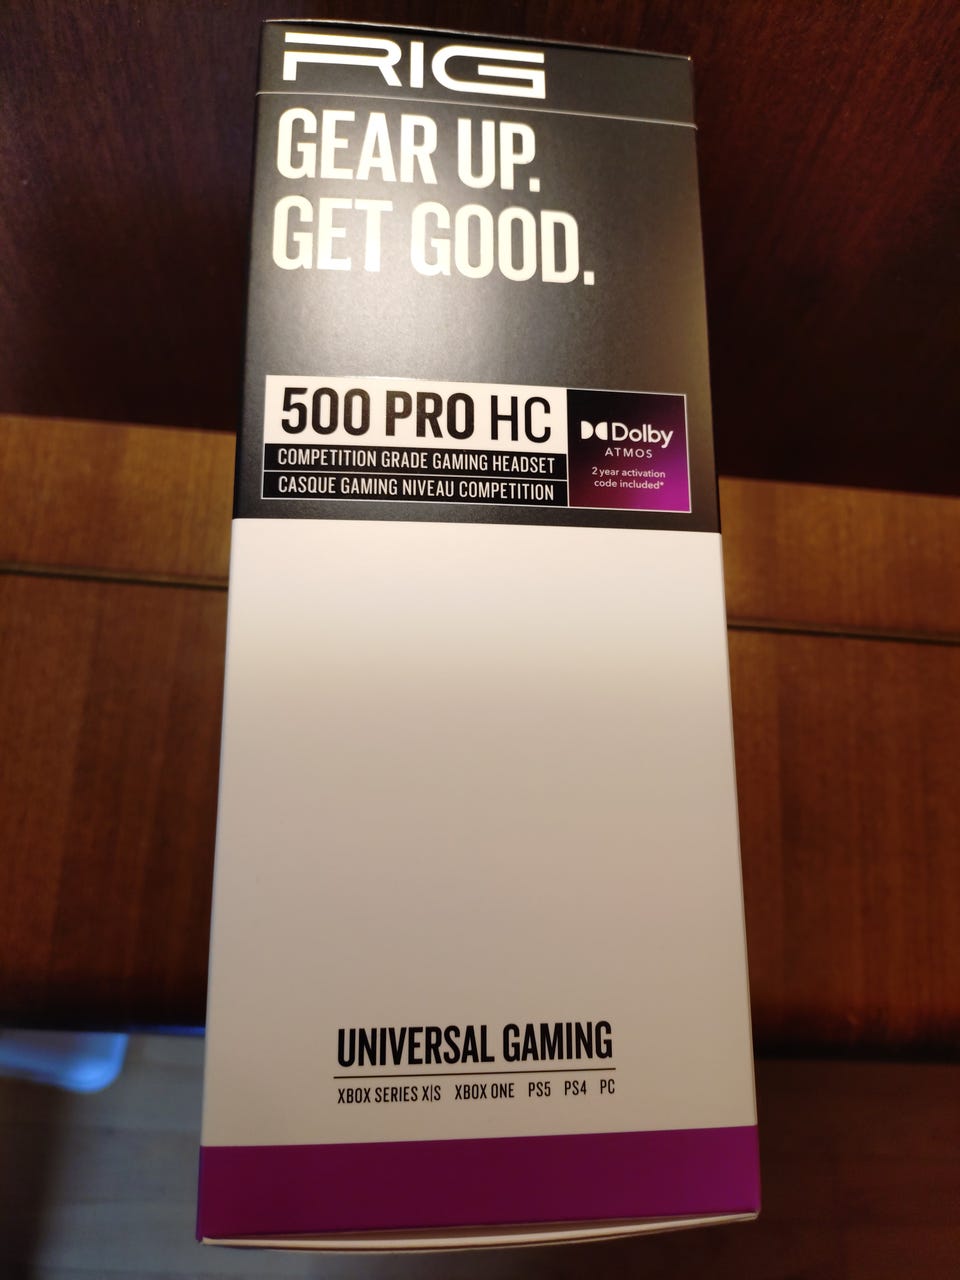 RIG
GEAR UP.
GET GOOD.
500 PRO HC
COMPETITION GRADE GAMING HEADSET
CASQUE GAMING NIVEAU COMPETITION
Dolby
ATMOS
2 year activation
code included*
UNIVERSAL GAMING
XBOX SERIES X|S XBOX ONE PS5 PS4 PC